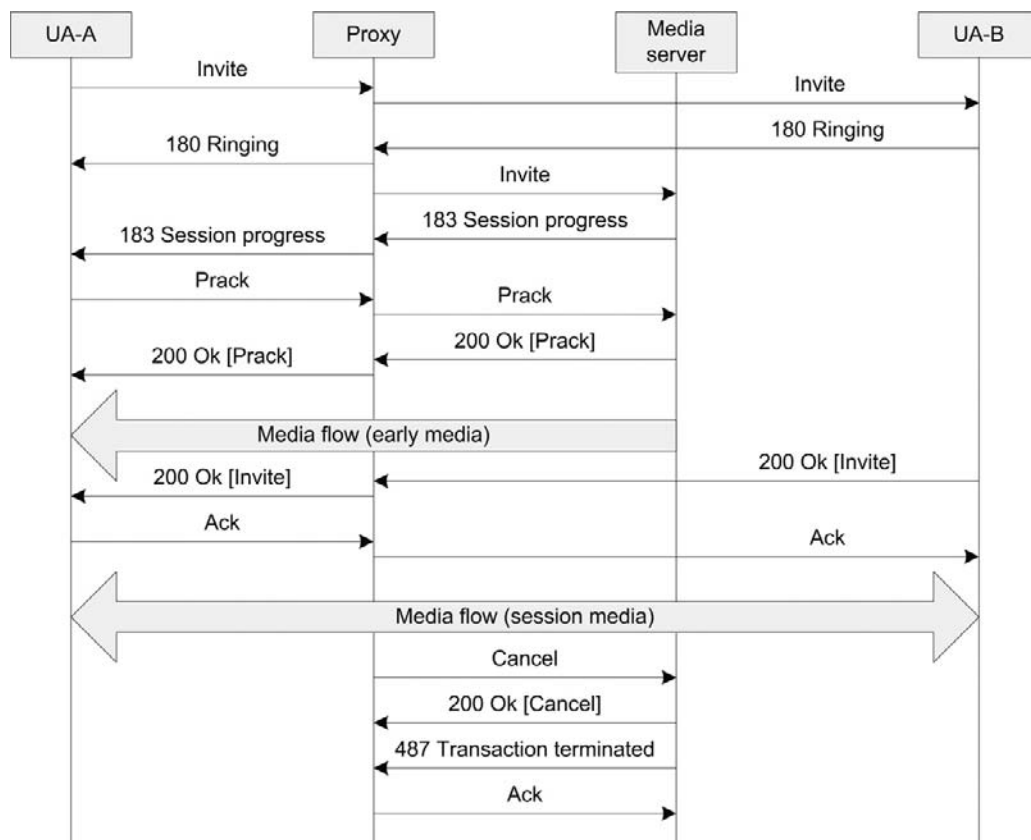 UA-A
Proxy
Media
server
UA-B
Invite
Invite
180 Ringing
180 Ringing
Invite
183 Session progress
183 Session progress
Prack
Prack
200 Ok [Prack]
200 Ok [Prack]
Media flow (early media)
200 Ok [Invite]
200 Ok [Invite]
Ack
Ack
Media flow (session media)
Cancel
200 Ok [Cancel]
487 Transaction terminated
Ack